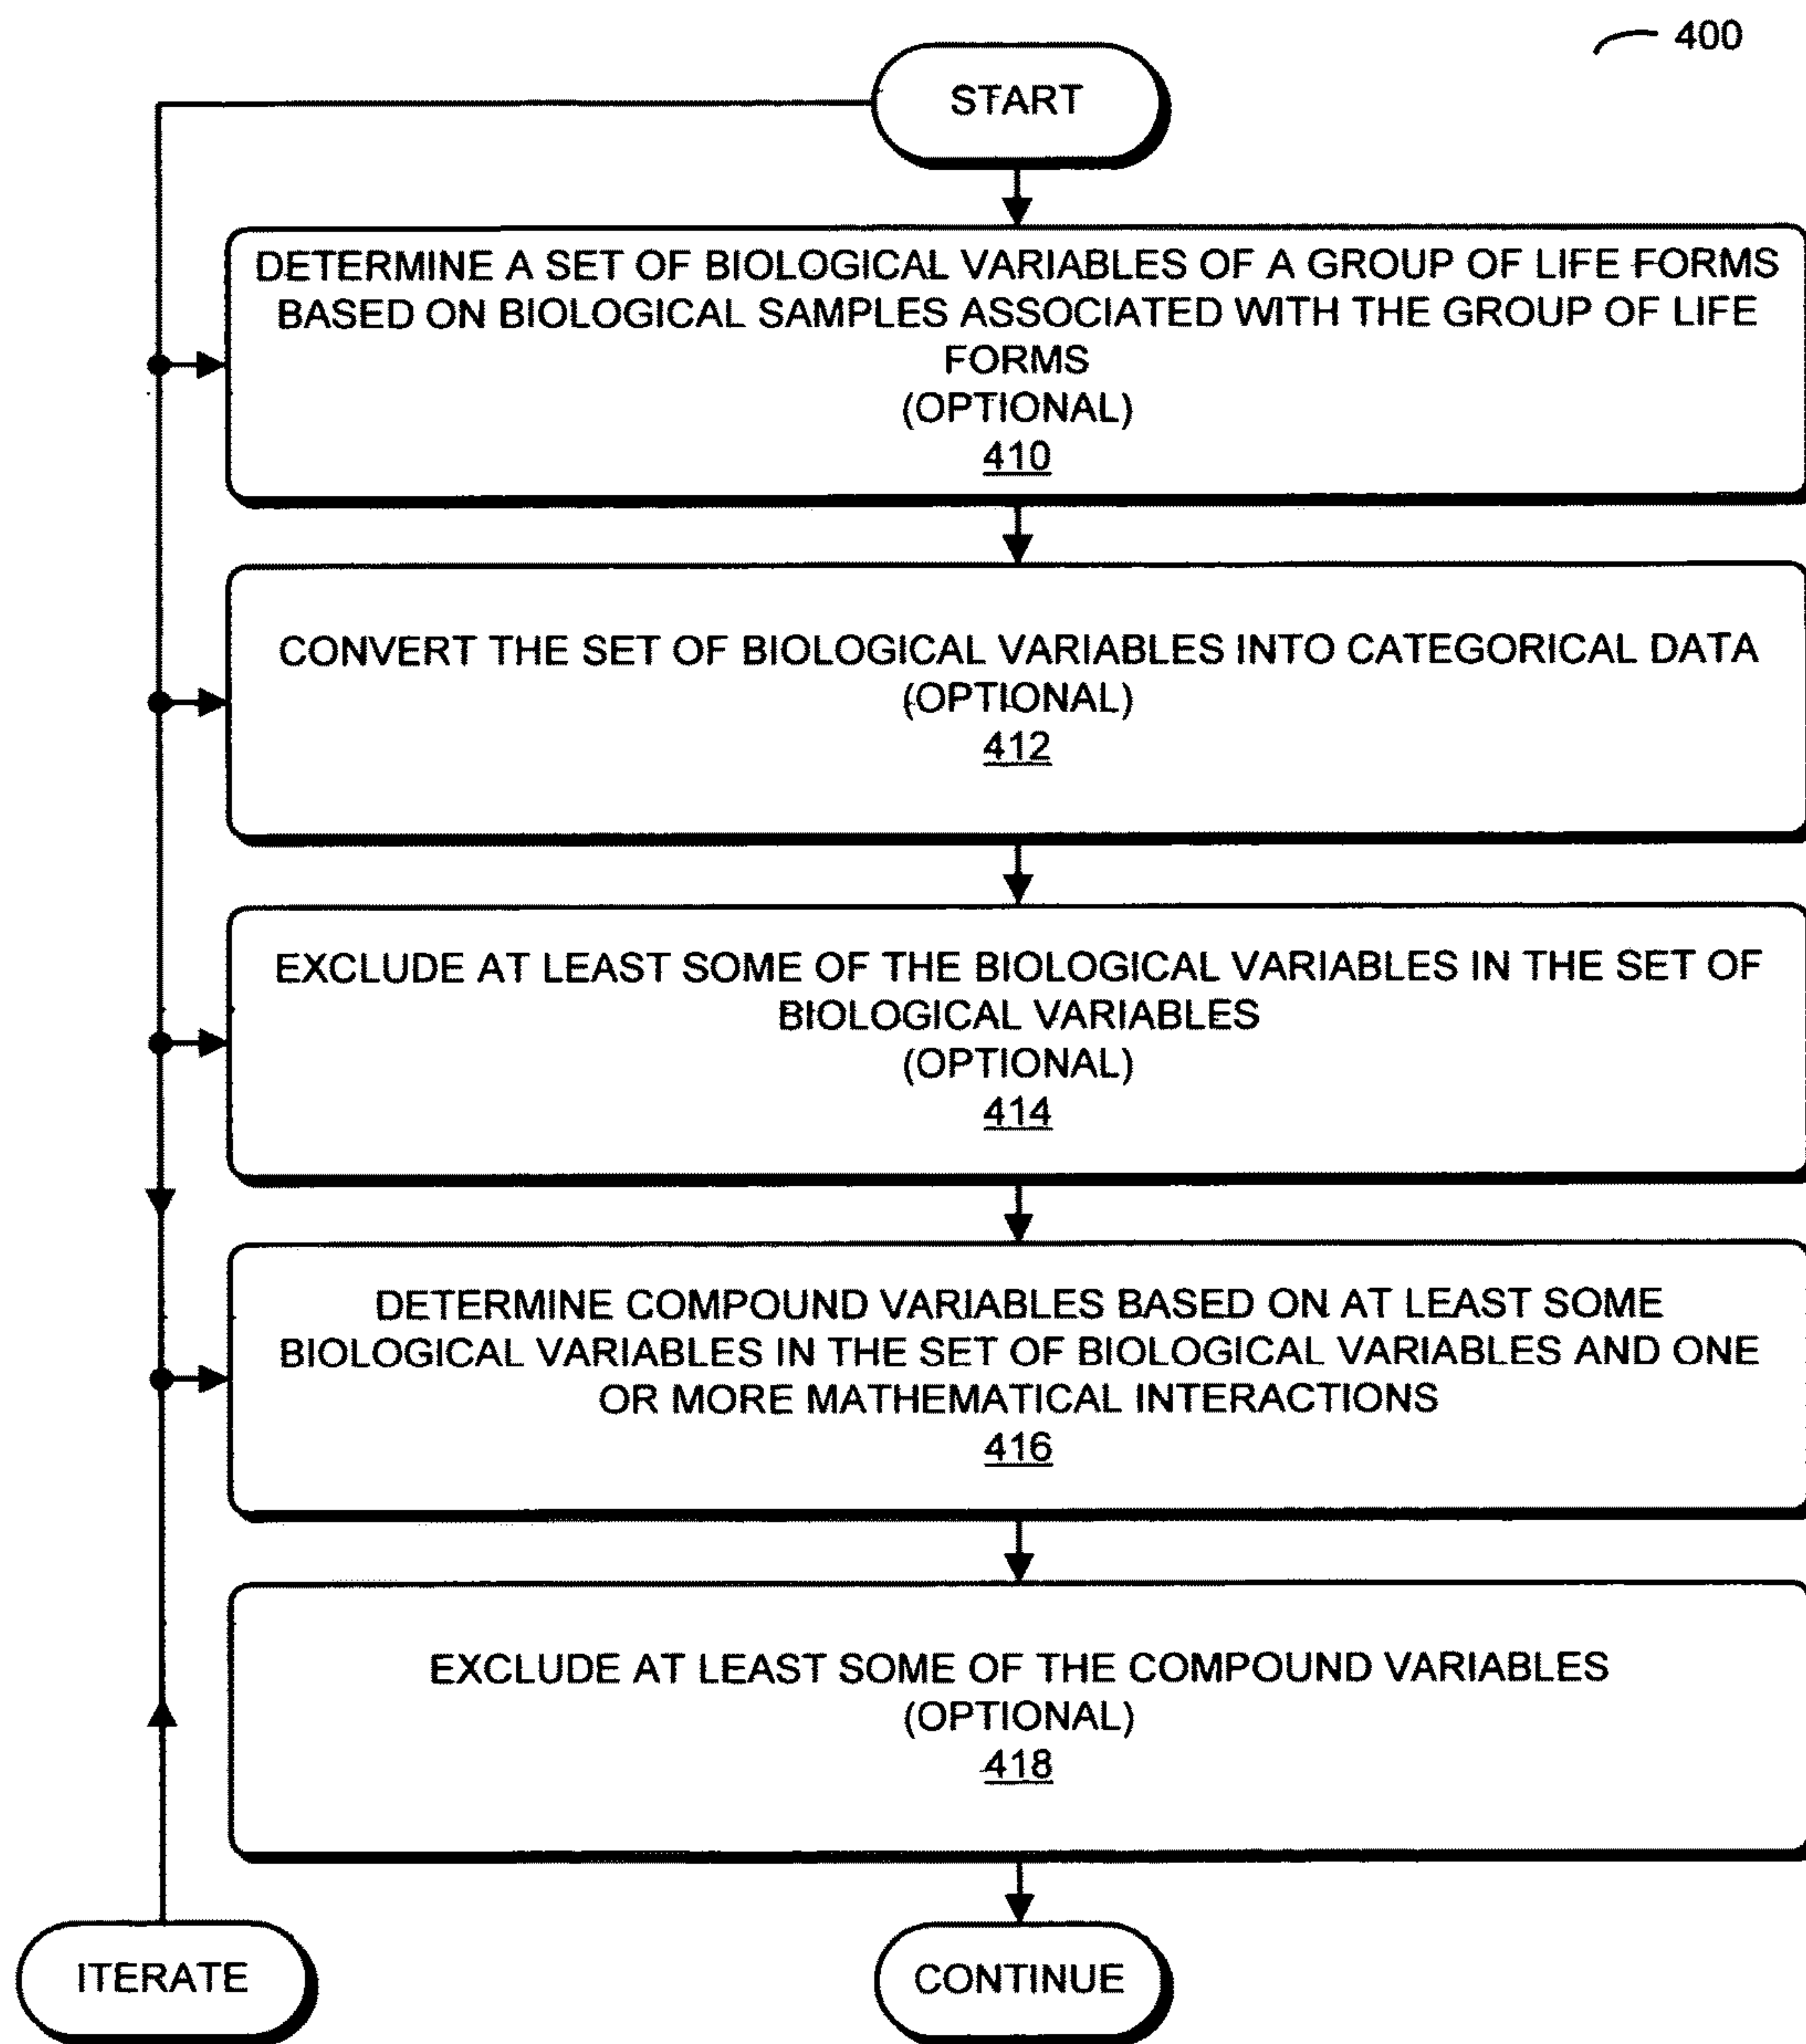 400
START
DETERMINE A SET OF BIOLOGICAL VARIABLES OF A GROUP OF LIFE FORMS
BASED ON BIOLOGICAL SAMPLES ASSOCIATED WITH THE GROUP OF LIFE
FORMS
(OPTIONAL)
410
CONVERT THE SET OF BIOLOGICAL VARIABLES INTO CATEGORICAL DATA
(OPTIONAL)
412
EXCLUDE AT LEAST SOME OF THE BIOLOGICAL VARIABLES IN THE SET OF
BIOLOGICAL VARIABLES
(OPTIONAL)
414
DETERMINE COMPOUND VARIABLES BASED ON AT LEAST SOME
BIOLOGICAL VARIABLES IN THE SET OF BIOLOGICAL VARIABLES AND ONE
OR MORE MATHEMATICAL INTERACTIONS
416
EXCLUDE AT LEAST SOME OF THE COMPOUND VARIABLES
(OPTIONAL)
418
ITERATE
CONTINUE